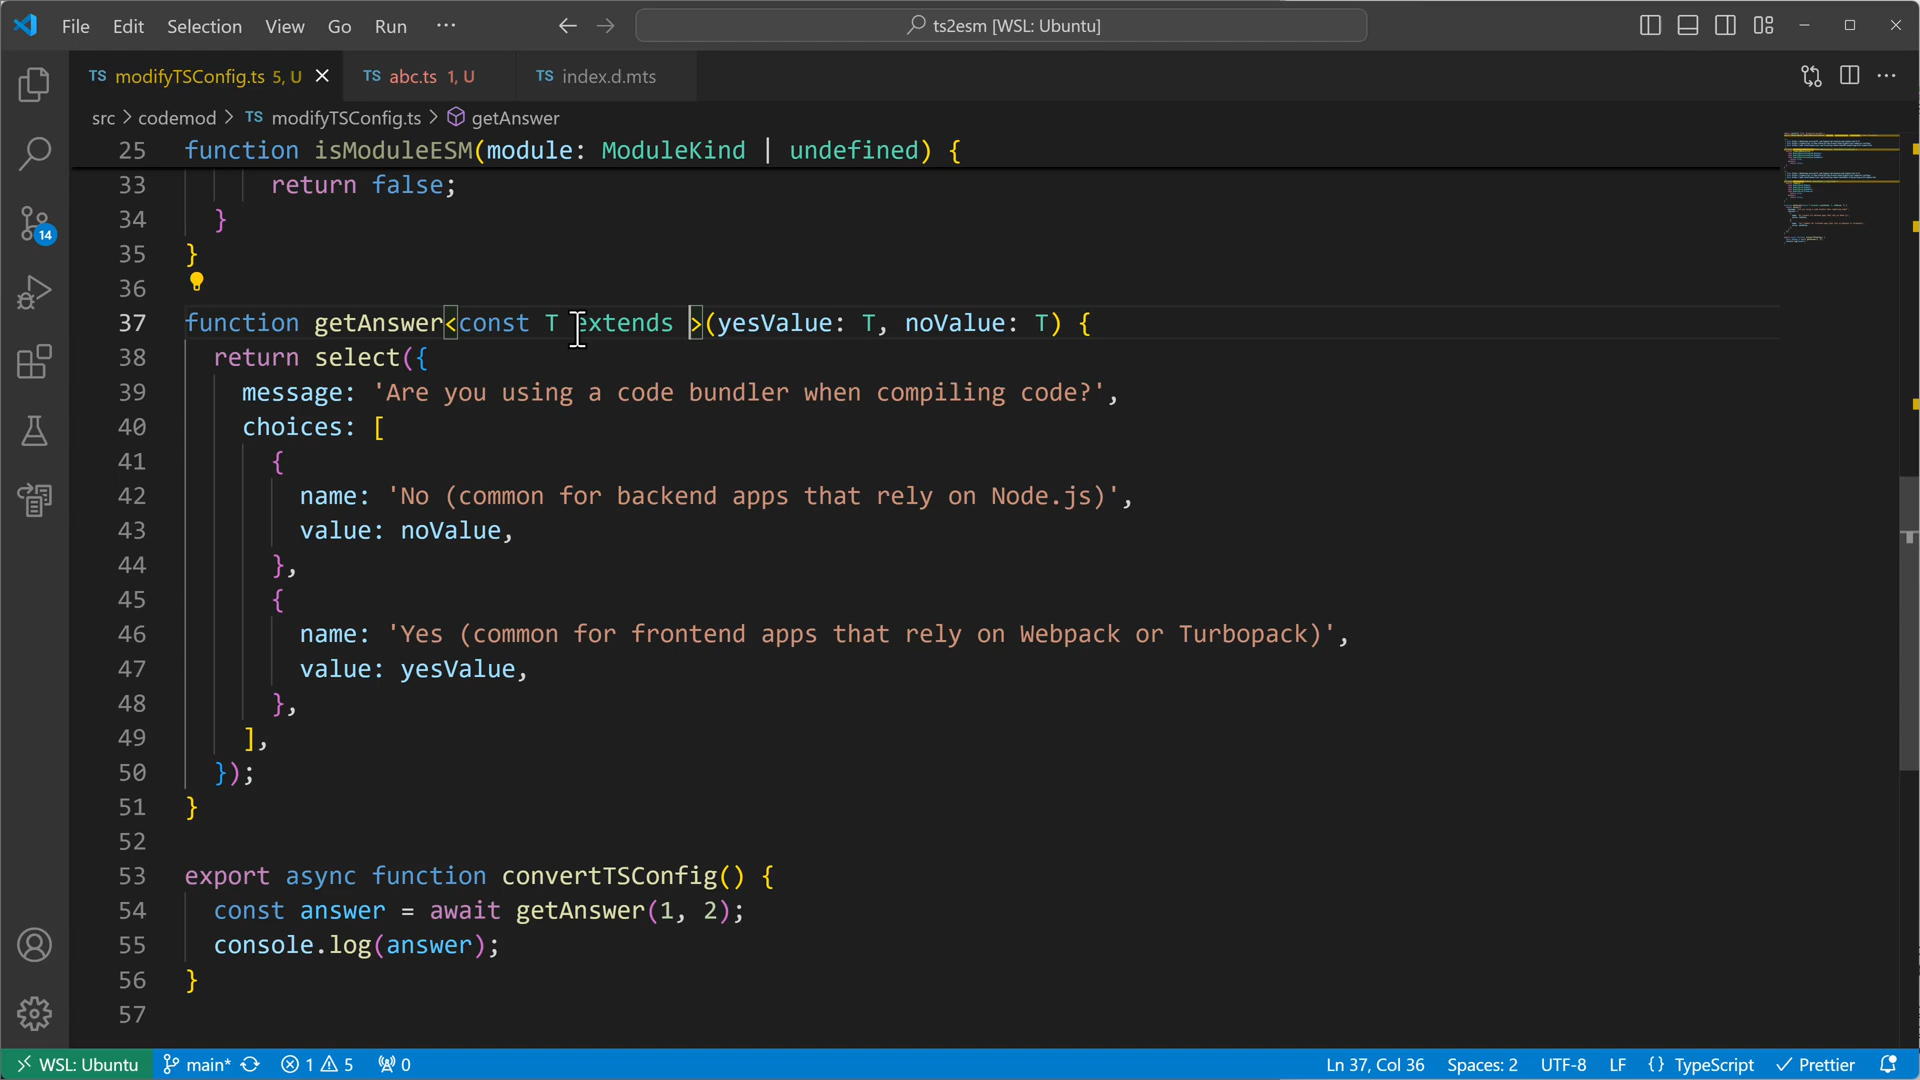 File Edit Selection View Go Run ··· ts2esm [WSL: Ubuntu]
TS modifyTSConfig.ts 5, U TS abc.ts 1, U TS index.d.mts
src > codemod > TS modifyTSConfig.ts > getAnswer
25 function isModuleESM(module: ModuleKind | undefined) {
33 return false;
34 }
35 }
36
37 function getAnswer<const T extends >(yesValue: T, noValue: T) {
38 return select({
39 message: 'Are you using a code bundler when compiling code?',
40 choices: [
41 {
42 name: 'No (common for backend apps that rely on Node.js)',
43 value: noValue,
44 },
45 {
46 name: 'Yes (common for frontend apps that rely on Webpack or Turbopack)',
47 value: yesValue,
48 },
49 ],
50 });
51 }
52
53 export async function convertTSConfig() {
54 const answer = await getAnswer(1, 2);
55 console.log(answer);
56 }
57
14
WSL: Ubuntu main* 1 5 0 Ln 37, Col 36 Spaces: 2 UTF-8 LF {} TypeScript Prettier